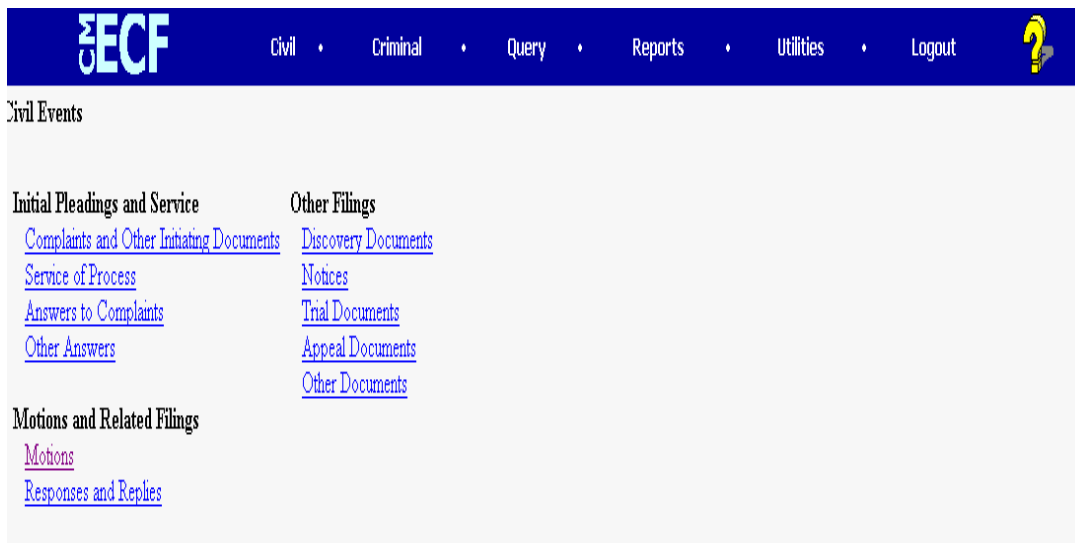 CM ECF Civil • Criminal • Query • Reports • Utilities • Logout ?
Civil Events
Initial Pleadings and Service
Complaints and Other Initiating Documents
Service of Process
Answers to Complaints
Other Answers
Other Filings
Discovery Documents
Notices
Trial Documents
Appeal Documents
Other Documents
Motions and Related Filings
Motions
Responses and Replies